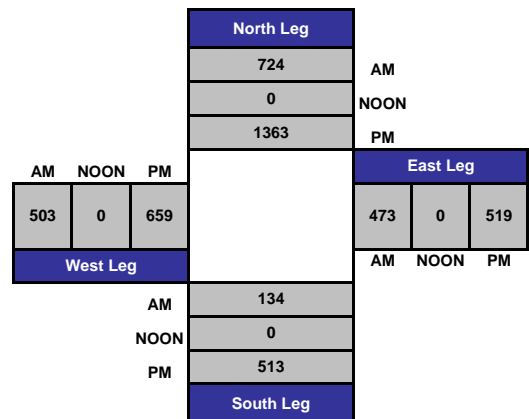 North Leg
724 AM
0 NOON
1363 PM
AM NOON PM
East Leg
503 0 659
473 0 519
West Leg
AM NOON PM
AM 134
NOON 0
PM 513
South Leg